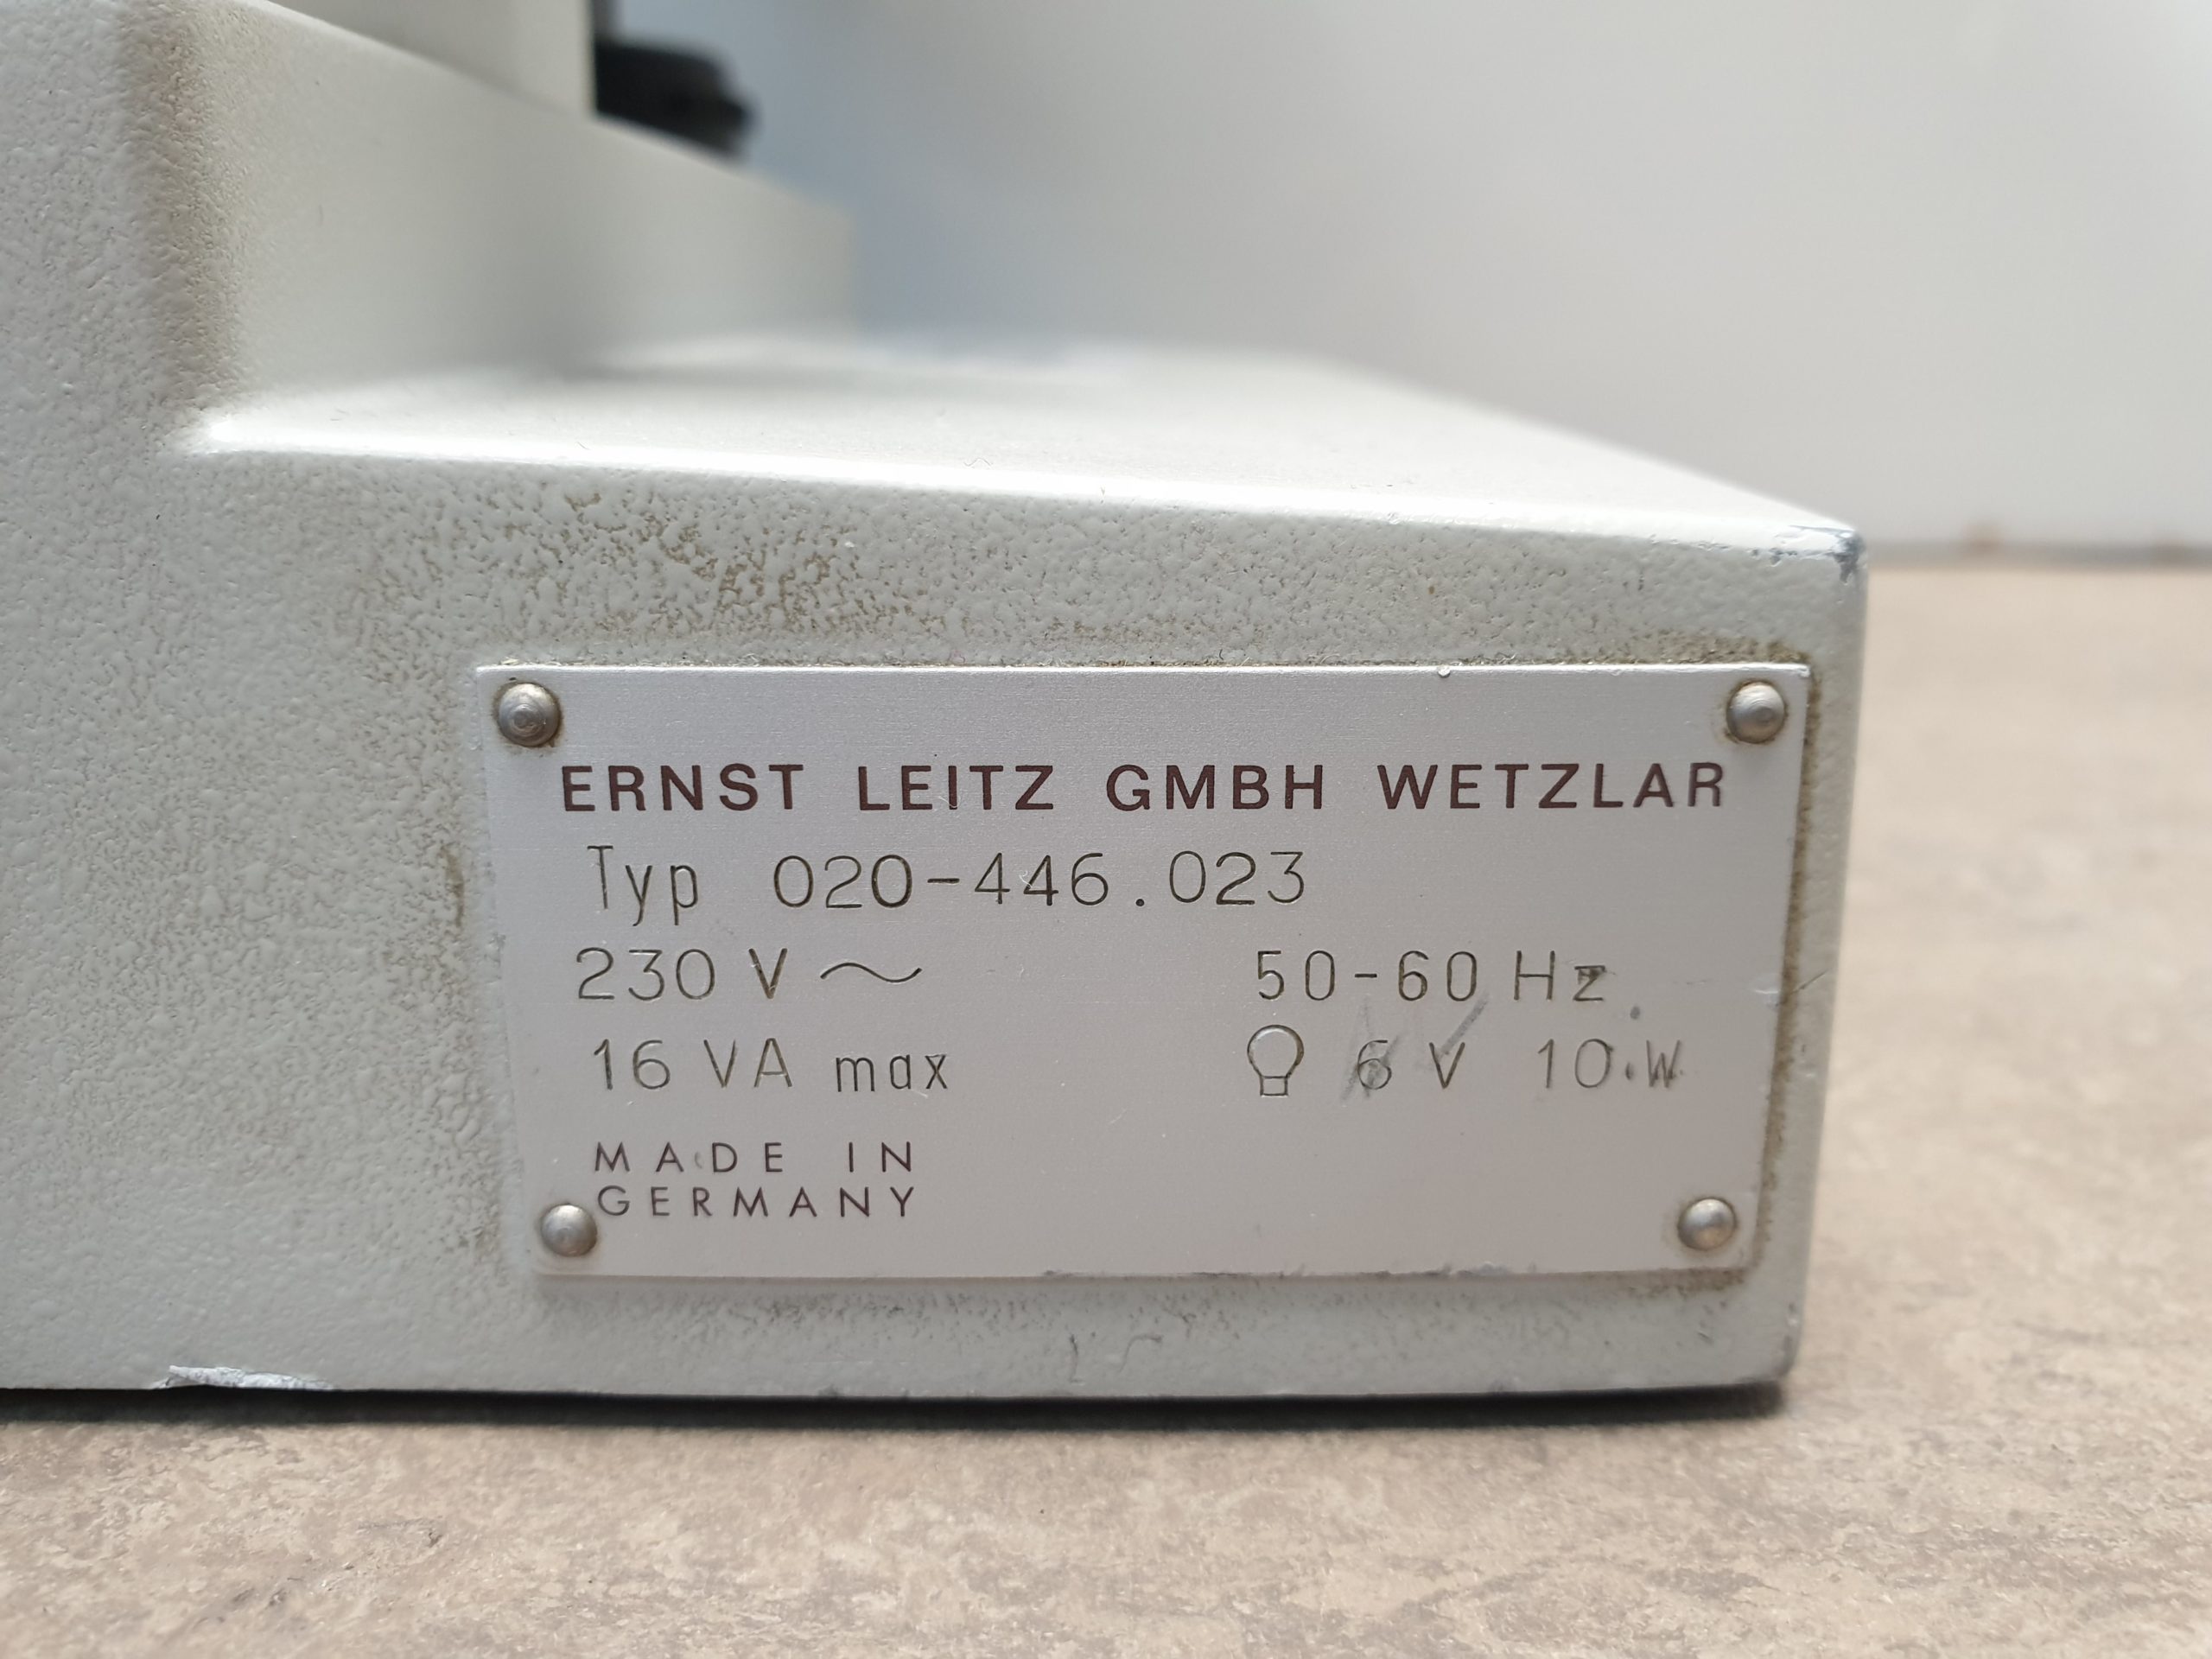 ERNST LEITZ GMBH WETZLAR
Typ 020-446.023
230 V ~ 50-60 Hz
16 VA max 6 V 10 W
MADE IN
GERMANY